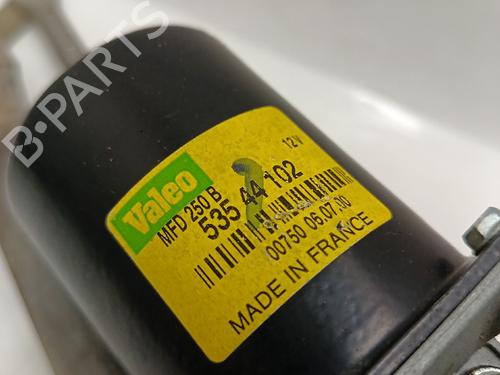 B-PARTS
Valeo
MFD 250 B
12V
535 44 102
00750 06.07.00
MADE IN FRANCE